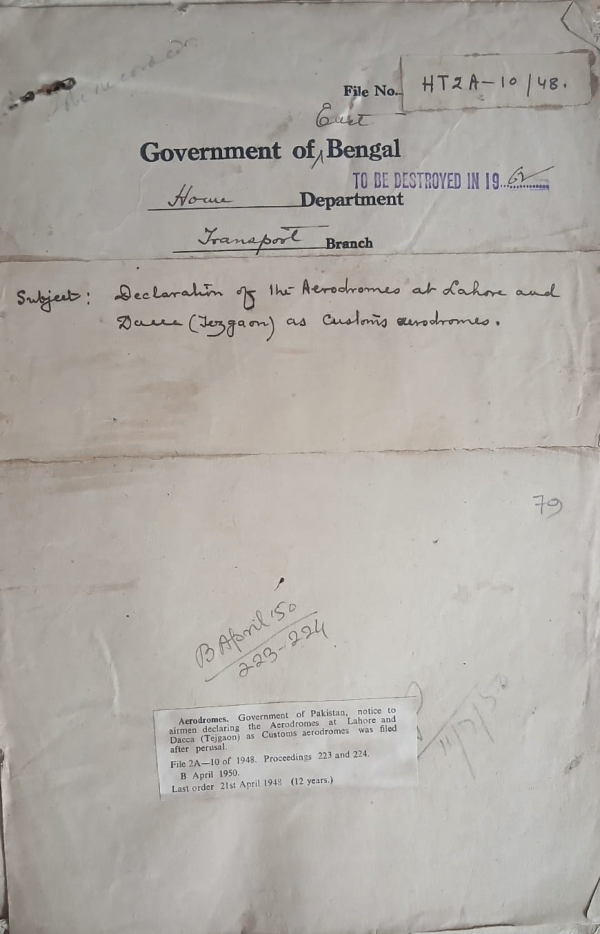 File No. HT2A-10/48.
East
Government of Bengal
TO BE DESTROYED IN 19
Home Department
Transport Branch
Subject: Declaration of the Aerodromes at Lahore and
Dacca (Tezgaon) as Customs aerodromes.
79
B April '50
223-224
Aerodromes. Government of Pakistan, notice to
airmen declaring the Aerodromes at Lahore and
Dacca (Tejgaon) as Customs aerodromes was filed
after perusal.
File 2A—10 of 1948. Proceedings 223 and 224.
B April 1950.
Last order 21st April 1948 (12 years.)